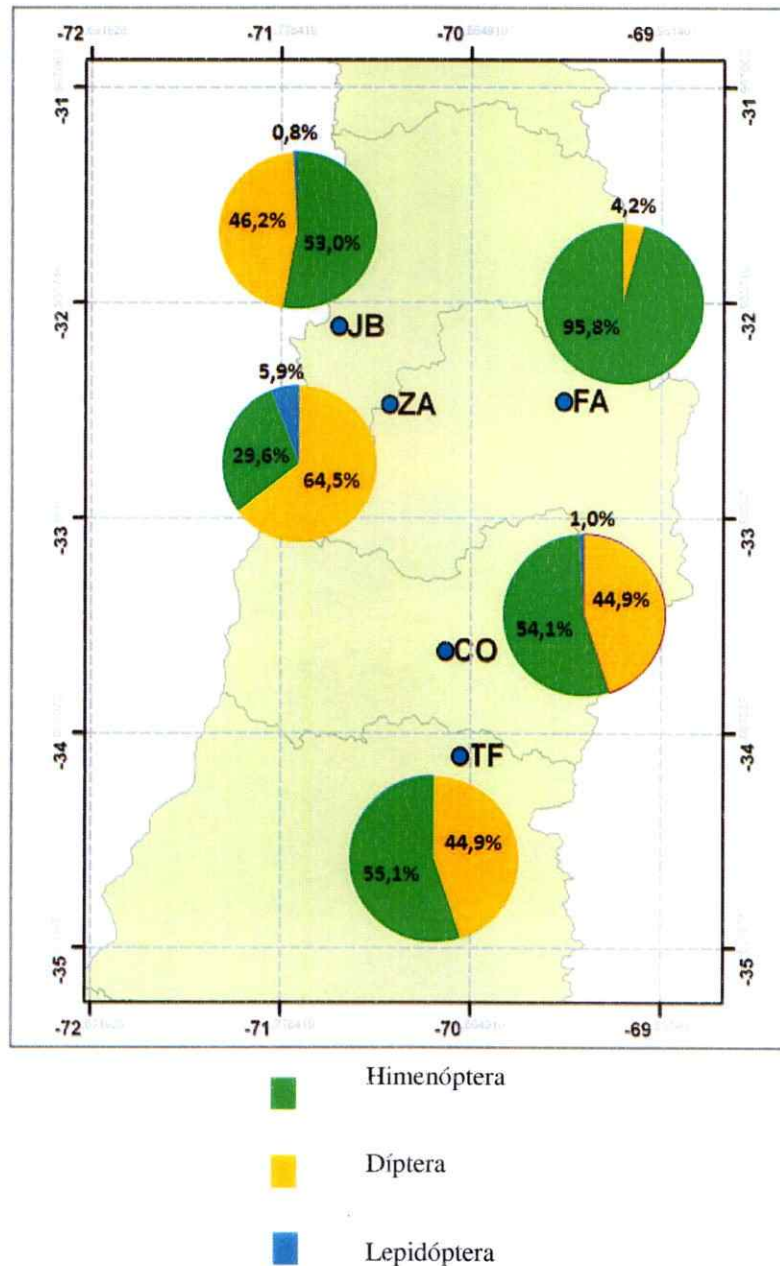 -72 -71 -70 -69
-31
-31
0,8%
46,2%
53,0%
4,2%
95,8%
-32
-32
JB
5,9%
ZA
FA
29,6%
64,5%
-33
-33
1,0%
44,9%
54,1%
CO
-34
-34
TF
44,9%
55,1%
-35
-35
-72 -71 -70 -69
Himenóptera
Díptera
Lepidóptera